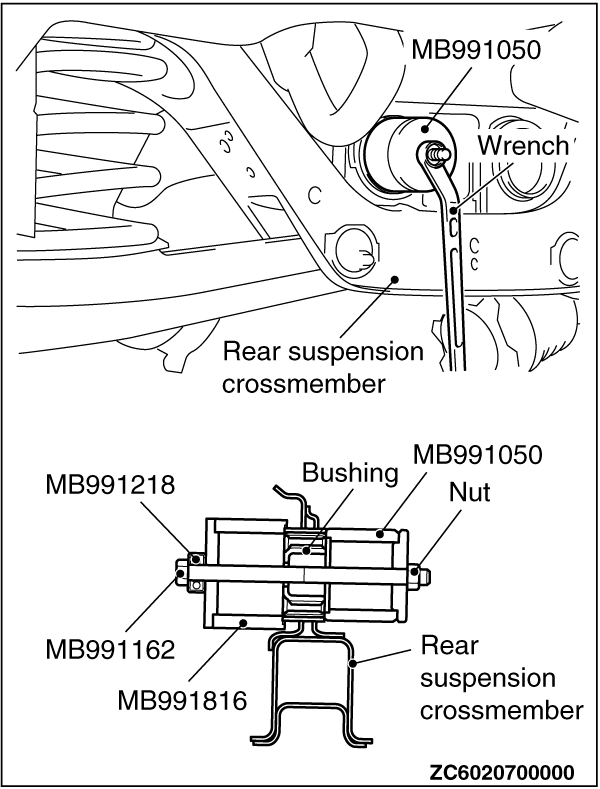 MB991050
Wrench
Rear suspension
crossmember
MB991050
Bushing
MB991218
Nut
MB991162
Rear
suspension
crossmember
MB991816
ZC6020700000